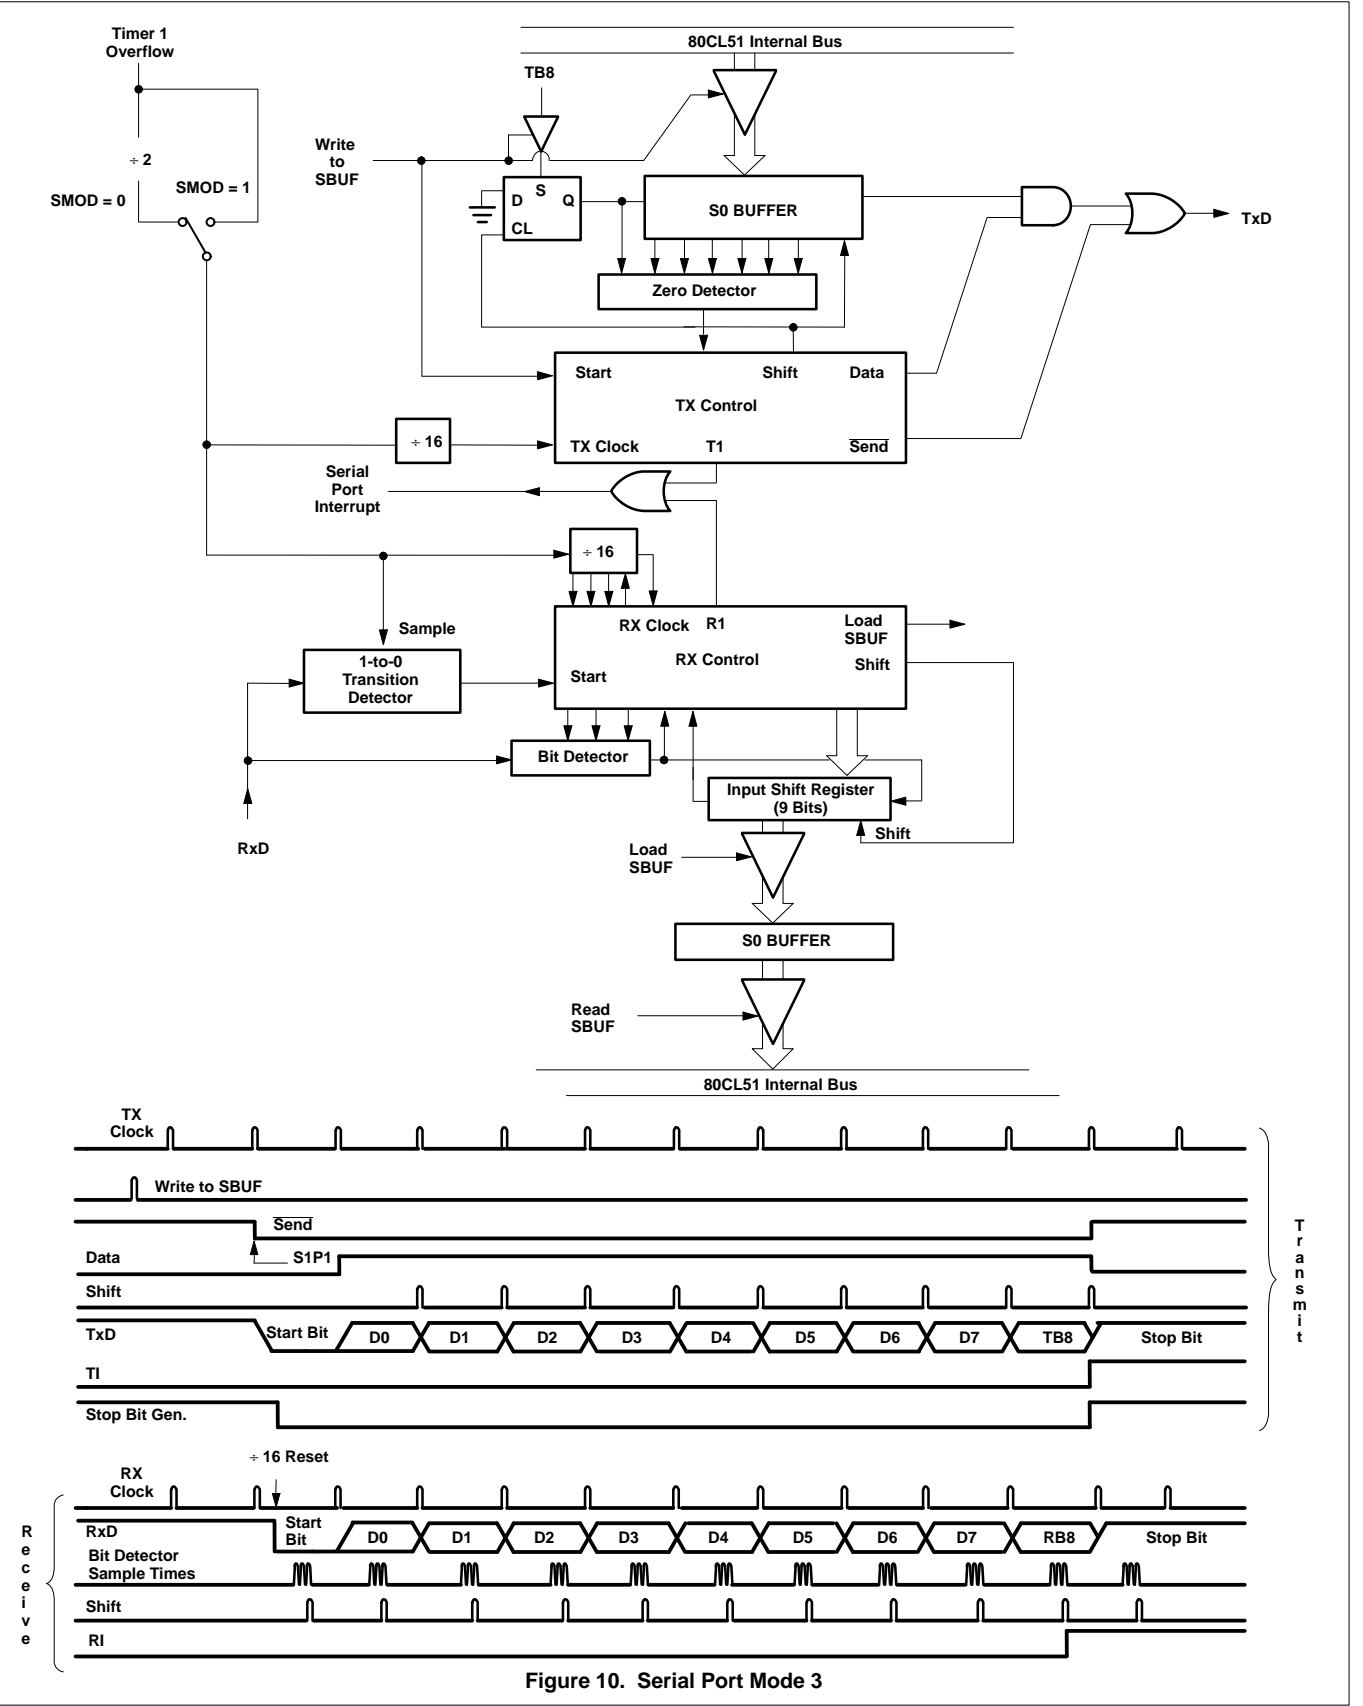 Timer 1
Overflow
80CL51 Internal Bus
TB8
Write
to
SBUF
÷ 2
SMOD = 1
SMOD = 0
S
D
Q
CL
S0 BUFFER
TxD
Zero Detector
Start
Shift
Data
TX Control
÷ 16
TX Clock
T1
Send
Serial
Port
Interrupt
÷ 16
Sample
RX Clock
R1
Load
SBUF
RX Control
Shift
Start
1-to-0
Transition
Detector
Bit Detector
Input Shift Register
(9 Bits)
Shift
RxD
Load
SBUF
S0 BUFFER
Read
SBUF
80CL51 Internal Bus
TX
Clock
Write to SBUF
Send
S1P1
Data
Shift
TxD
Start Bit
D0
D1
D2
D3
D4
D5
D6
D7
TB8
Stop Bit
TI
Stop Bit Gen.
Transmit
÷ 16 Reset
RX
Clock
RxD
Start
Bit
D0
D1
D2
D3
D4
D5
D6
D7
RB8
Stop Bit
Bit Detector
Sample Times
Shift
RI
Receive
Figure 10. Serial Port Mode 3